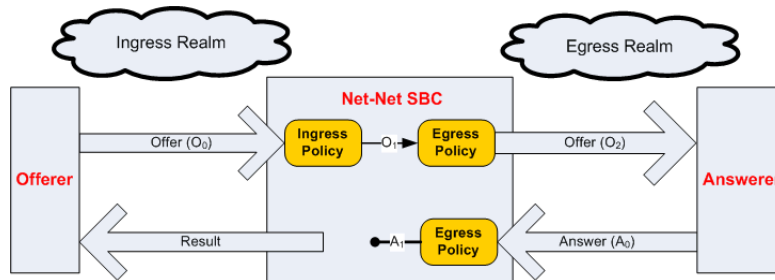 Ingress Realm
Egress Realm
Net-Net SBC
Offerer
Offer (O₀)
Ingress
Policy
O₁
Egress
Policy
Offer (O₂)
Answerer
Result
A₁
Egress
Policy
Answer (A₀)